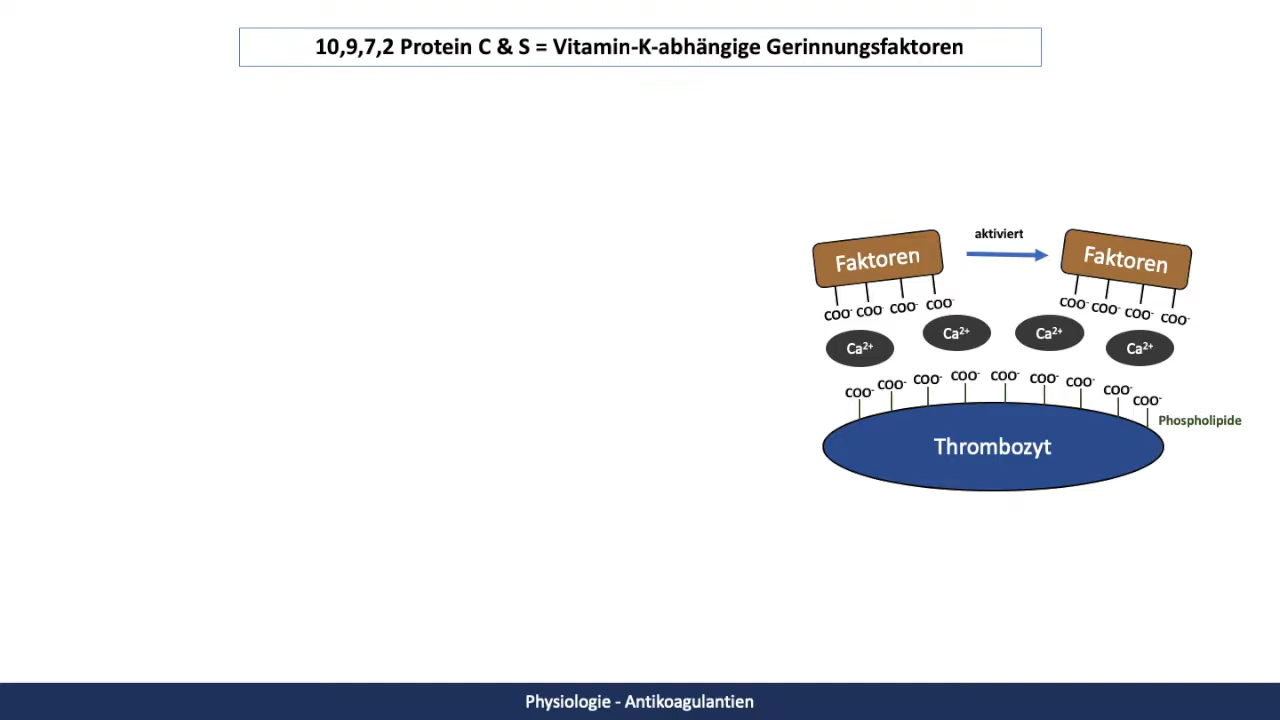 10,9,7,2 Protein C & S = Vitamin-K-abhängige Gerinnungsfaktoren
aktiviert
Faktoren
Faktoren
COO⁻ COO⁻ COO⁻ COO⁻
COO⁻ COO⁻ COO⁻ COO⁻
Ca²⁺
Ca²⁺
Ca²⁺
Ca²⁺
COO⁻ COO⁻ COO⁻ COO⁻ COO⁻ COO⁻ COO⁻ COO⁻ COO⁻
Phospholipide
Thrombozyt
Physiologie - Antikoagulantien